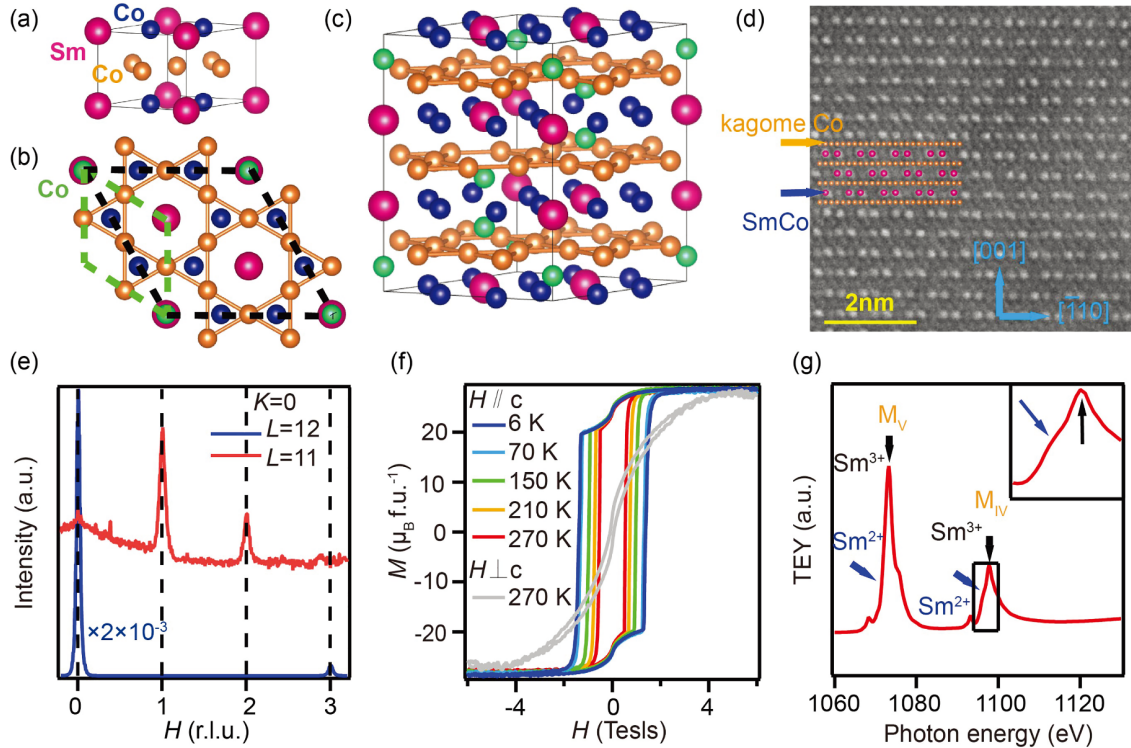 (a)
Co
Sm
Co
(b)
Co
(c)
(d)
kagome Co
SmCo
[001]
[1̄10]
2nm
(e)
K=0
L=12
L=11
×2×10⁻³
Intensity (a.u.)
0 1 2 3
H (r.l.u.)
(f)
H // c
6 K
70 K
150 K
210 K
270 K
H⊥c
270 K
M (μB f.u.⁻¹)
20
10
0
-10
-20
-4 0 4
H (Tesls)
(g)
MV
Sm³⁺
Sm²⁺
MIV
Sm³⁺
Sm²⁺
TEY (a.u.)
1060 1080 1100 1120
Photon energy (eV)